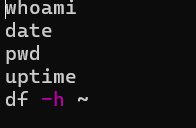 whoami
date
pwd
uptime
df -h ~